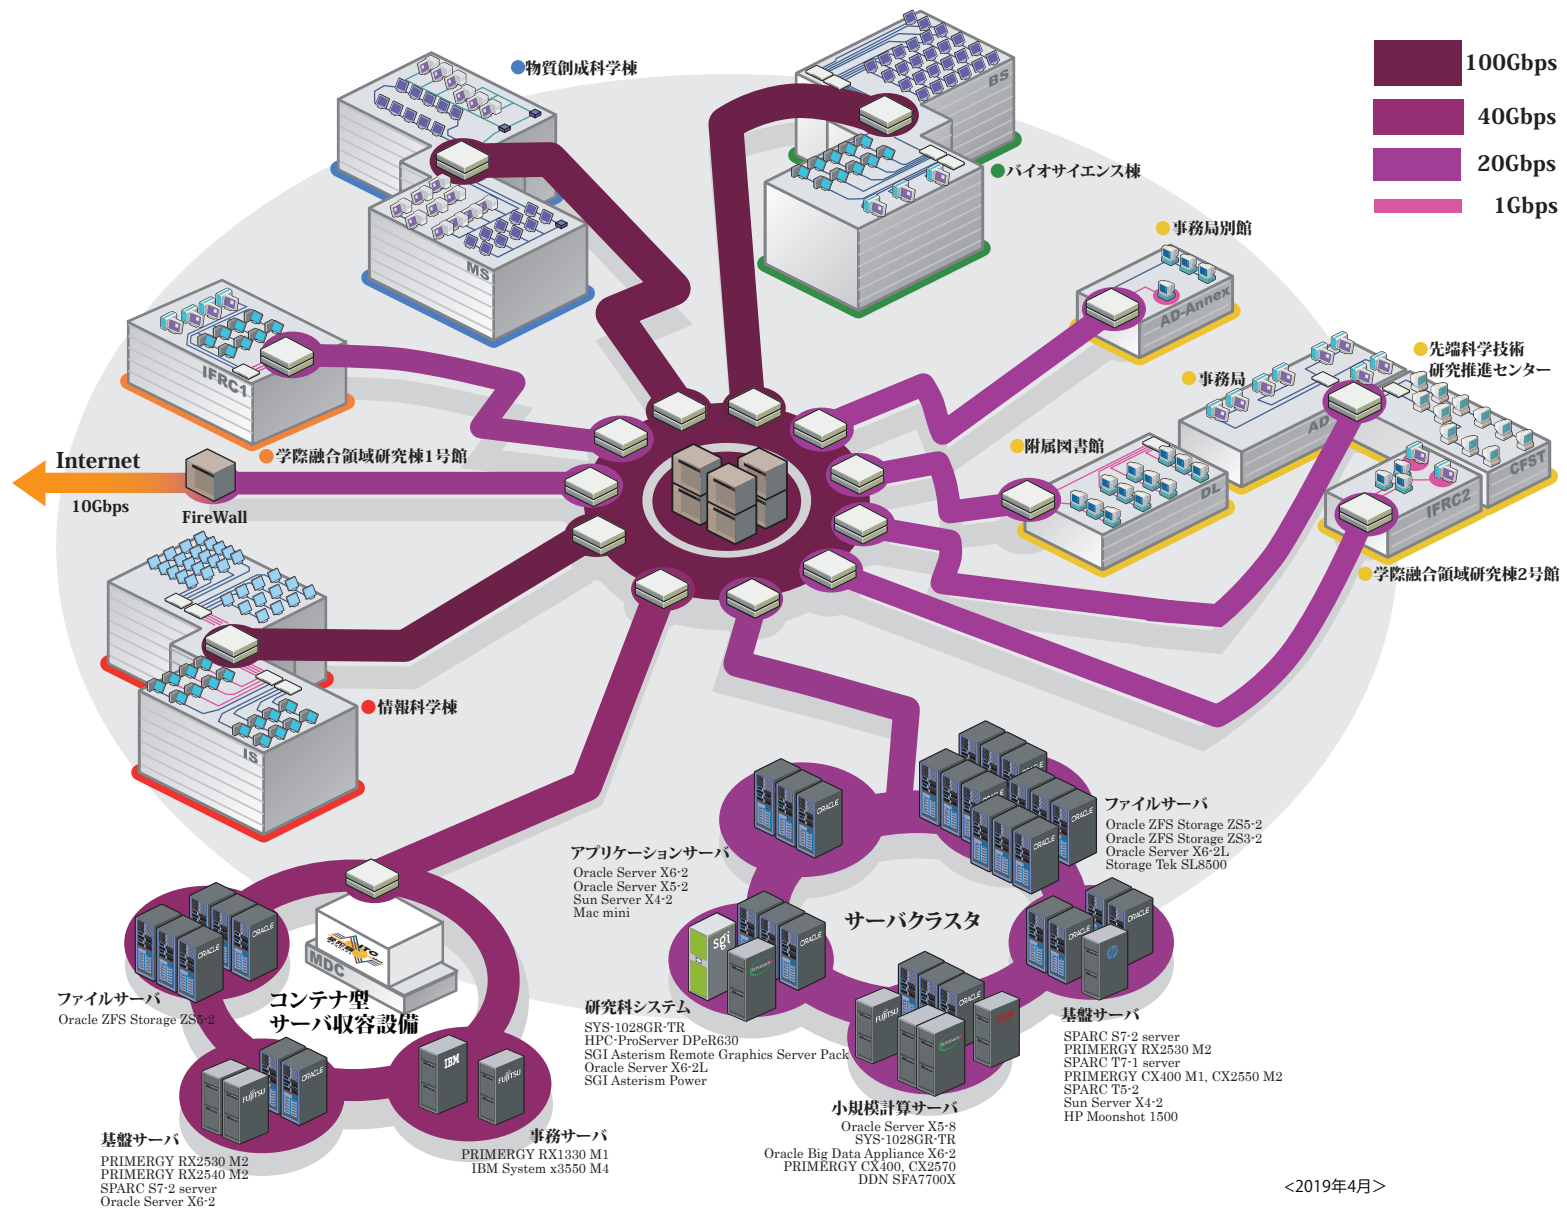 100Gbps
40Gbps
20Gbps
1Gbps
物質創成科学棟
バイオサイエンス棟
BS
MS
事務局別館
AD-Annex
先端科学技術
研究推進センター
事務局
AD
CFST
附属図書館
DL
IFRC2
学際融合領域研究棟2号館
IFRC1
学際融合領域研究棟1号館
Internet
10Gbps
FireWall
情報科学棟
IS
ファイルサーバ
Oracle ZFS Storage ZS5-2
Oracle ZFS Storage ZS3-2
Oracle Server X6-2L
Storage Tek SL8500
アプリケーションサーバ
Oracle Server X6-2
Oracle Server X5-2
Sun Server X4-2
Mac mini
サーバクラスタ
ORACLE
ORACLE
ORACLE
ORACLE
ORACLE
sgi
ORACLE
ORACLE
FUJITSU
研究科システム
SYS-1028GR-TR
HPC-ProServer DPeR630
SGI Asterism Remote Graphics Server Pack
Oracle Server X6-2L
SGI Asterism Power
小規模計算サーバ
Oracle Server X5-8
SYS-1028GR-TR
Oracle Big Data Appliance X6-2
PRIMERGY CX400, CX2570
DDN SFA7700X
基盤サーバ
SPARC S7-2 server
PRIMERGY RX2530 M2
SPARC T7-1 server
PRIMERGY CX400 M1, CX2550 M2
SPARC T5-2
Sun Server X4-2
HP Moonshot 1500
MDC
コンテナ型
サーバ収容設備
ORACLE
ORACLE
ファイルサーバ
Oracle ZFS Storage ZS5-2
FUJITSU
ORACLE
IBM
FUJITSU
基盤サーバ
PRIMERGY RX2530 M2
PRIMERGY RX2540 M2
SPARC S7-2 server
Oracle Server X6-2
事務サーバ
PRIMERGY RX1330 M1
IBM System x3550 M4
<2019年4月>